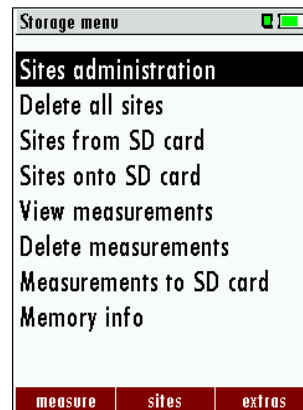 Storage menu
Sites administration
Delete all sites
Sites from SD card
Sites onto SD card
View measurements
Delete measurements
Measurements to SD card
Memory info
measure sites extras